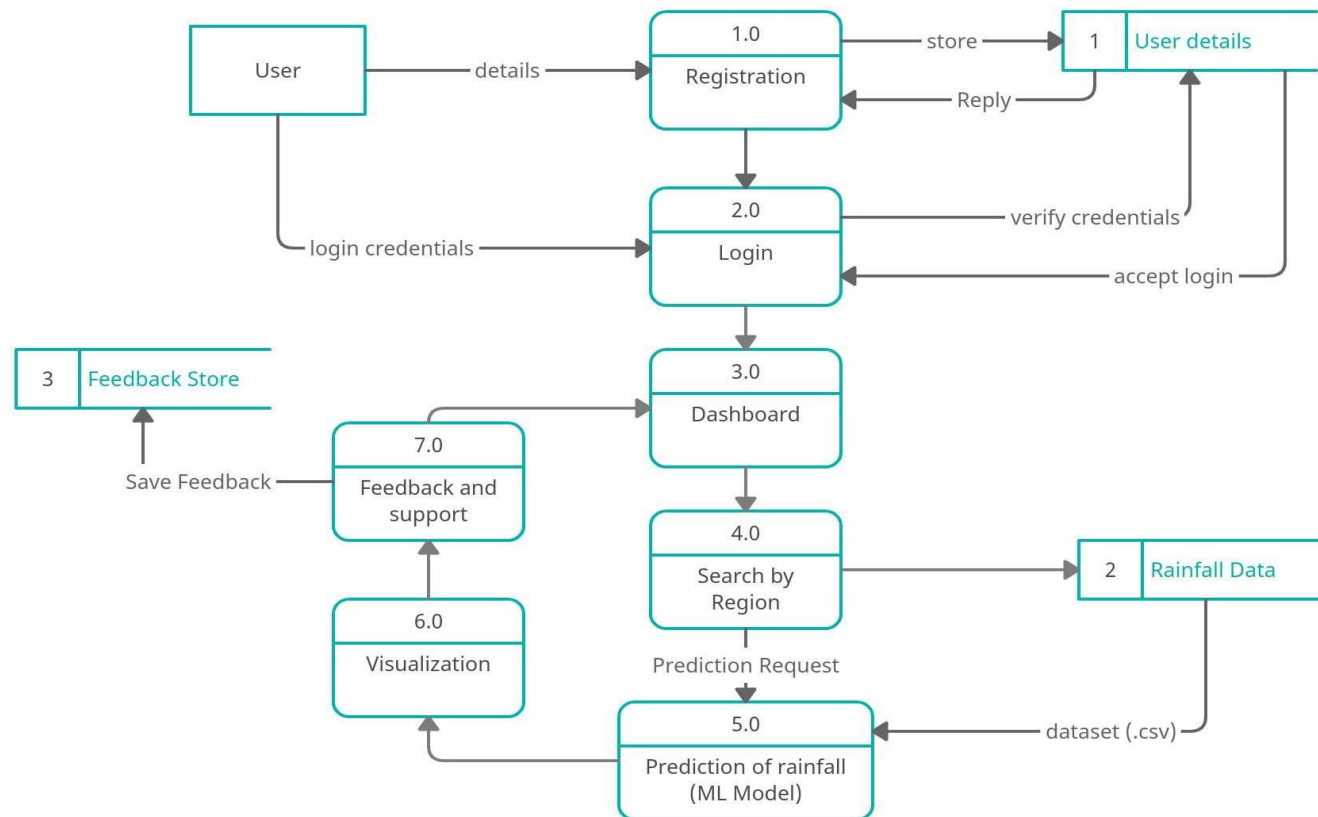 1.0
User
details
Registration
store
1
User details
Reply
2.0
Login
login credentials
verify credentials
accept login
3
Feedback Store
3.0
Dashboard
7.0
Feedback and
support
Save Feedback
4.0
Search by
Region
2
Rainfall Data
6.0
Visualization
Prediction Request
5.0
Prediction of rainfall
(ML Model)
dataset (.csv)